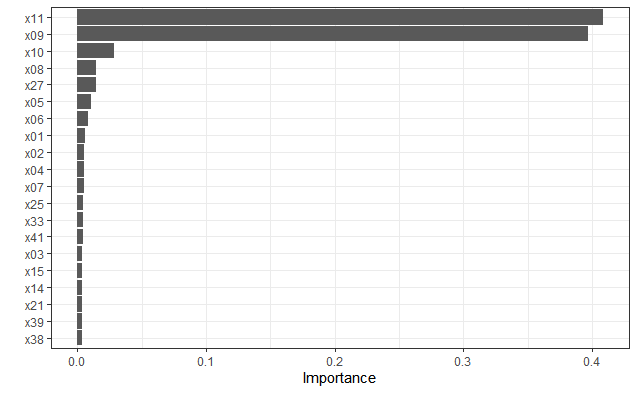 x11
x09
x10
x08
x27
x05
x06
x01
x02
x04
x07
x25
x33
x41
x03
x15
x14
x21
x39
x38
0.0 0.1 0.2 0.3 0.4
Importance